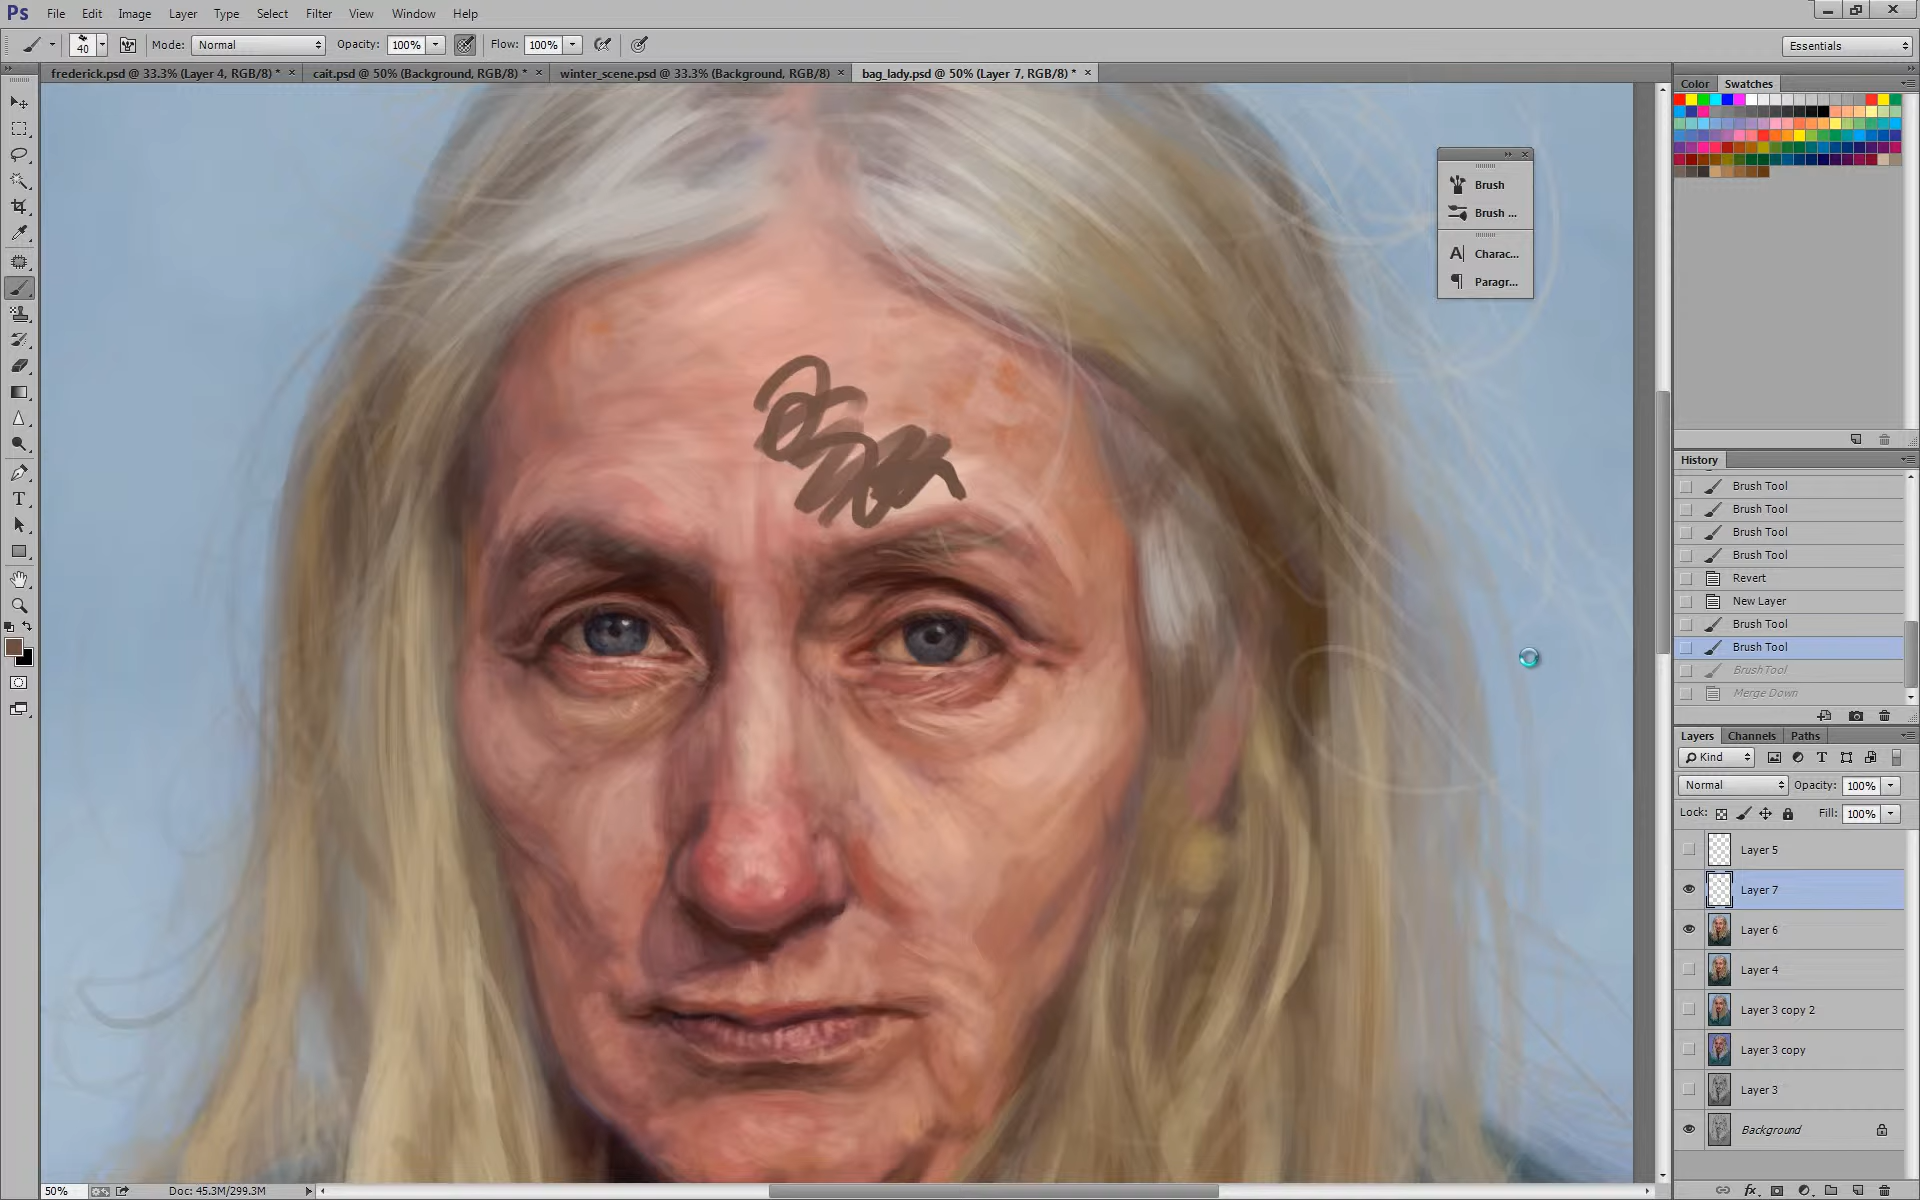 Ps File Edit Image Layer Type Select Filter View Window Help
40 Mode: Normal Opacity: 100% Flow: 100% Essentials
frederick.psd @ 33.3% (Layer 4, RGB/8) * × cait.psd @ 50% (Background, RGB/8) * × winter_scene.psd @ 33.3% (Background, RGB/8) × bag_lady.psd @ 50% (Layer 7, RGB/8) * ×
Color Swatches
Brush
Brush ...
Charac...
Paragr...
History
Brush Tool
Brush Tool
Brush Tool
Brush Tool
Revert
New Layer
Brush Tool
Brush Tool
Brush Tool
Merge Down
Layers Channels Paths
Kind
Normal Opacity: 100%
Lock: Fill: 100%
Layer 5
Layer 7
Layer 6
Layer 4
Layer 3 copy 2
Layer 3 copy
Layer 3
Background
50% Doc: 45.3M/299.3M